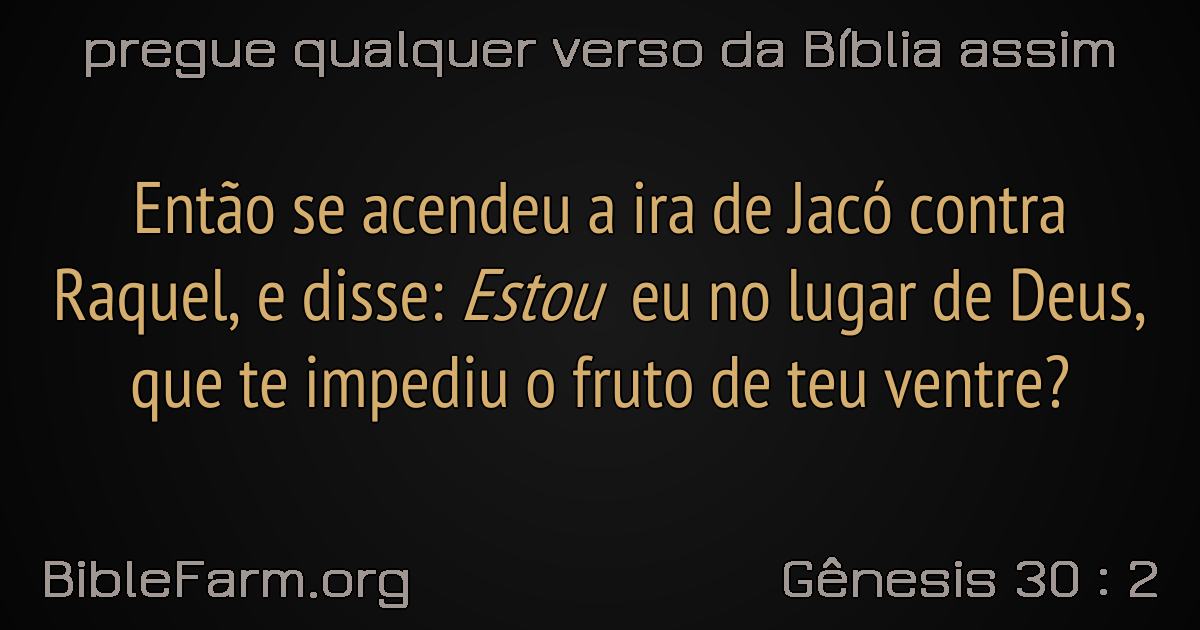 pregue qualquer verso da Bíblia assim
Então se acendeu a ira de Jacó contra
Raquel, e disse: Estou eu no lugar de Deus,
que te impediu o fruto de teu ventre?
BibleFarm.org
Gênesis 30 : 2